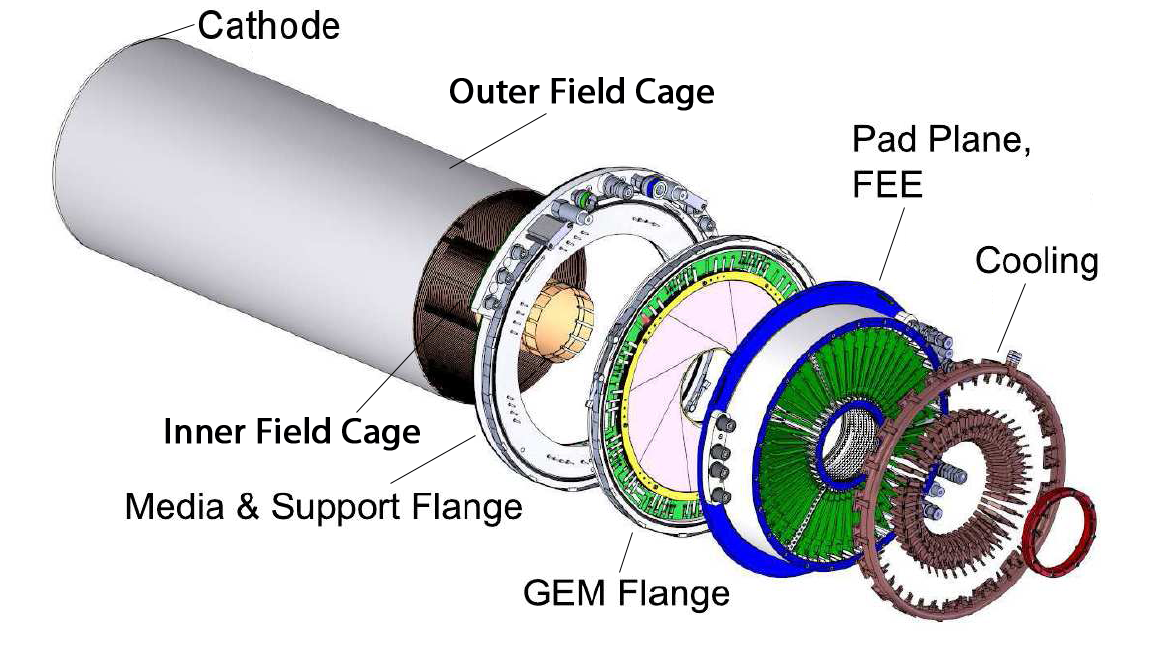 Cathode
Outer Field Cage
Pad Plane,
FEE
Cooling
Inner Field Cage
Media & Support Flange
GEM Flange